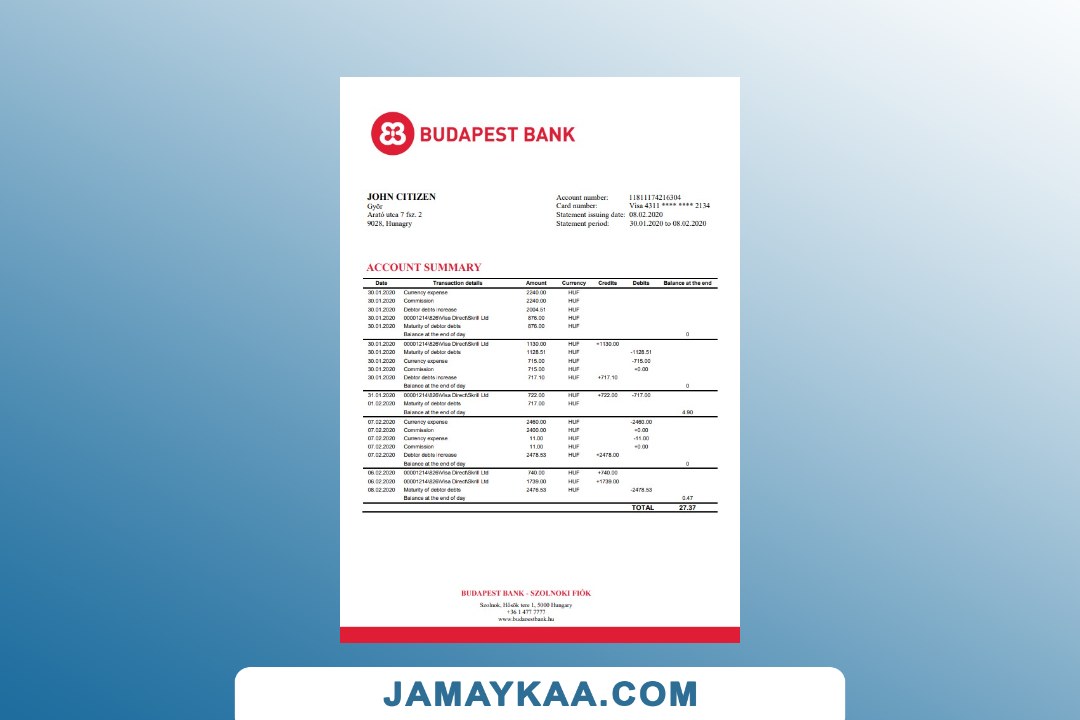 BUDAPEST BANK
JOHN CITIZEN
Győr
Arató utca 7 fsz. 2
9028, Hunagry
Account number: 11811174216304
Card number: Visa 4311 **** **** 2134
Statement issuing date: 08.02.2020
Statement period: 30.01.2020 to 08.02.2020
ACCOUNT SUMMARY
Date Transaction details Amount Currency Credits Debits Balance at the end
30.01.2020 Currency expense 2240.00 HUF
30.01.2020 Commission 2240.00 HUF
30.01.2020 Debtor debts increase 2004.51 HUF
30.01.2020 00001214\826\Visa Direct\Skrill Ltd 876.00 HUF
30.01.2020 Maturity of debtor debts 876.00 HUF
Balance at the end of day 0
30.01.2020 00001214\826\Visa Direct\Skrill Ltd 1130.00 HUF +1130.00
30.01.2020 Maturity of debtor debts 1128.51 HUF -1128.51
30.01.2020 Currency expense 715.00 HUF -715.00
30.01.2020 Commission 715.00 HUF +0.00
30.01.2020 Debtor debts increase 717.10 HUF +717.10
Balance at the end of day 0
31.01.2020 00001214\826\Visa Direct\Skrill Ltd 722.00 HUF +722.00 -717.00
01.02.2020 Maturity of debtor debts 717.00 HUF
Balance at the end of day 4.90
07.02.2020 Currency expense 2460.00 HUF -2460.00
07.02.2020 Commission 2400.00 HUF +0.00
07.02.2020 Currency expense 11.00 HUF -11.00
07.02.2020 Commission 11.00 HUF +0.00
07.02.2020 Debtor debts increase 2478.53 HUF +2478.00
Balance at the end of day 0
06.02.2020 00001214\826\Visa Direct\Skrill Ltd 740.00 HUF +740.00
06.02.2020 00001214\826\Visa Direct\Skrill Ltd 1739.00 HUF +1739.00
08.02.2020 Maturity of debtor debts 2478.53 HUF -2478.53
Balance at the end of day 0.47
TOTAL 27.37
BUDAPEST BANK - SZOLNOKI FIÓK
Szolnok, Hősök tere 1, 5000 Hungary
+36 1 477 7777
www.budapestbank.hu
JAMAYKAA.COM